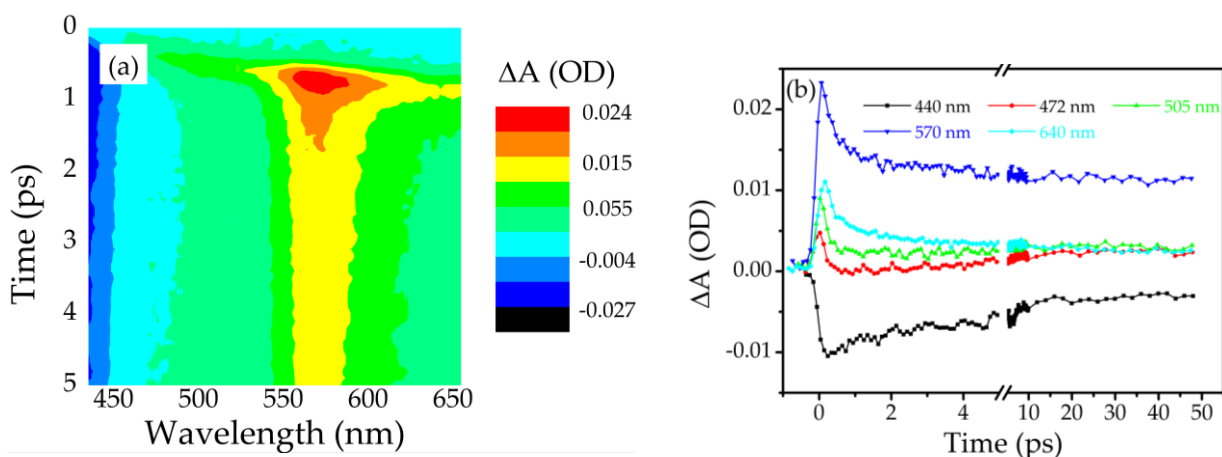 (a)
0
1
2
3
4
5
Time (ps)
450 500 550 600 650
Wavelength (nm)
ΔA (OD)
0.024
0.015
0.055
-0.004
-0.027
(b)
440 nm 472 nm 505 nm
570 nm 640 nm
0.02
0.01
0.00
-0.01
ΔA (OD)
0 2 4 10 20 30 40 50
Time (ps)